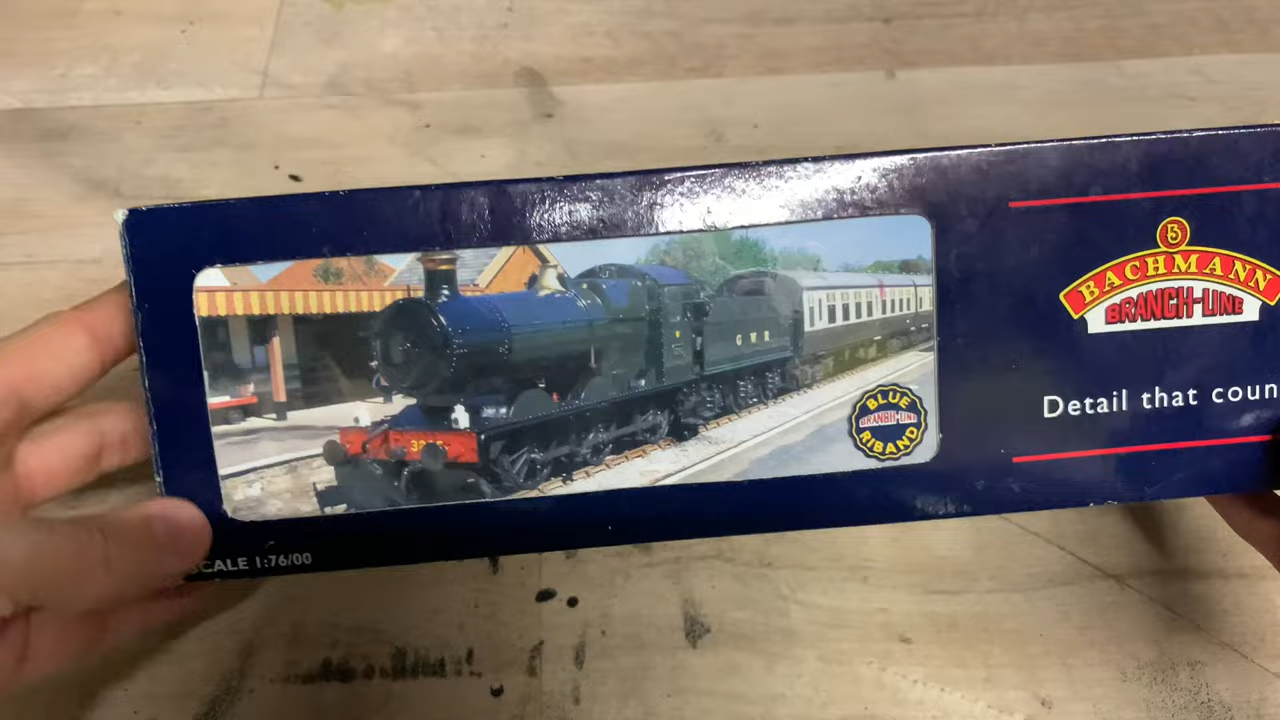 BACHMANN
BRANCH-LINE
Detail that coun
G W R
BLUE
BRANCH-LINE
RIBAND
SCALE 1:76/00